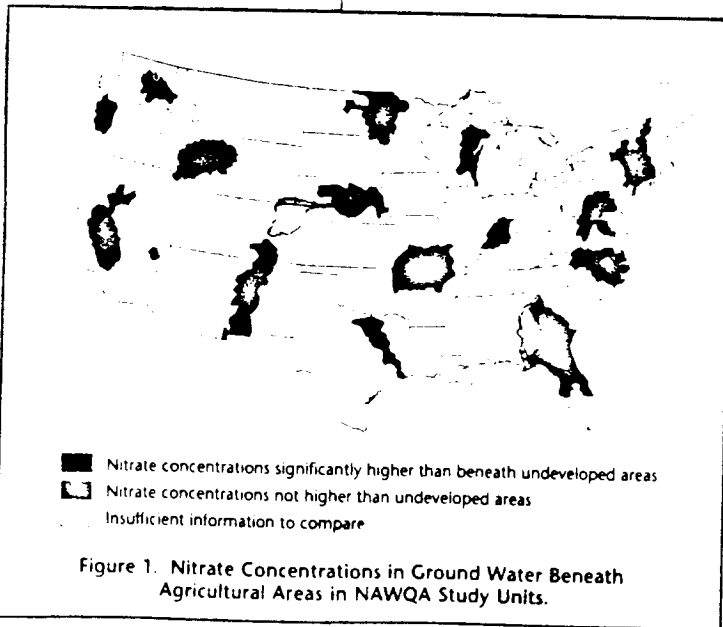 Nitrate concentrations significantly higher than beneath undeveloped areas
Nitrate concentrations not higher than undeveloped areas
Insufficient information to compare
Figure 1. Nitrate Concentrations in Ground Water Beneath
Agricultural Areas in NAWQA Study Units.